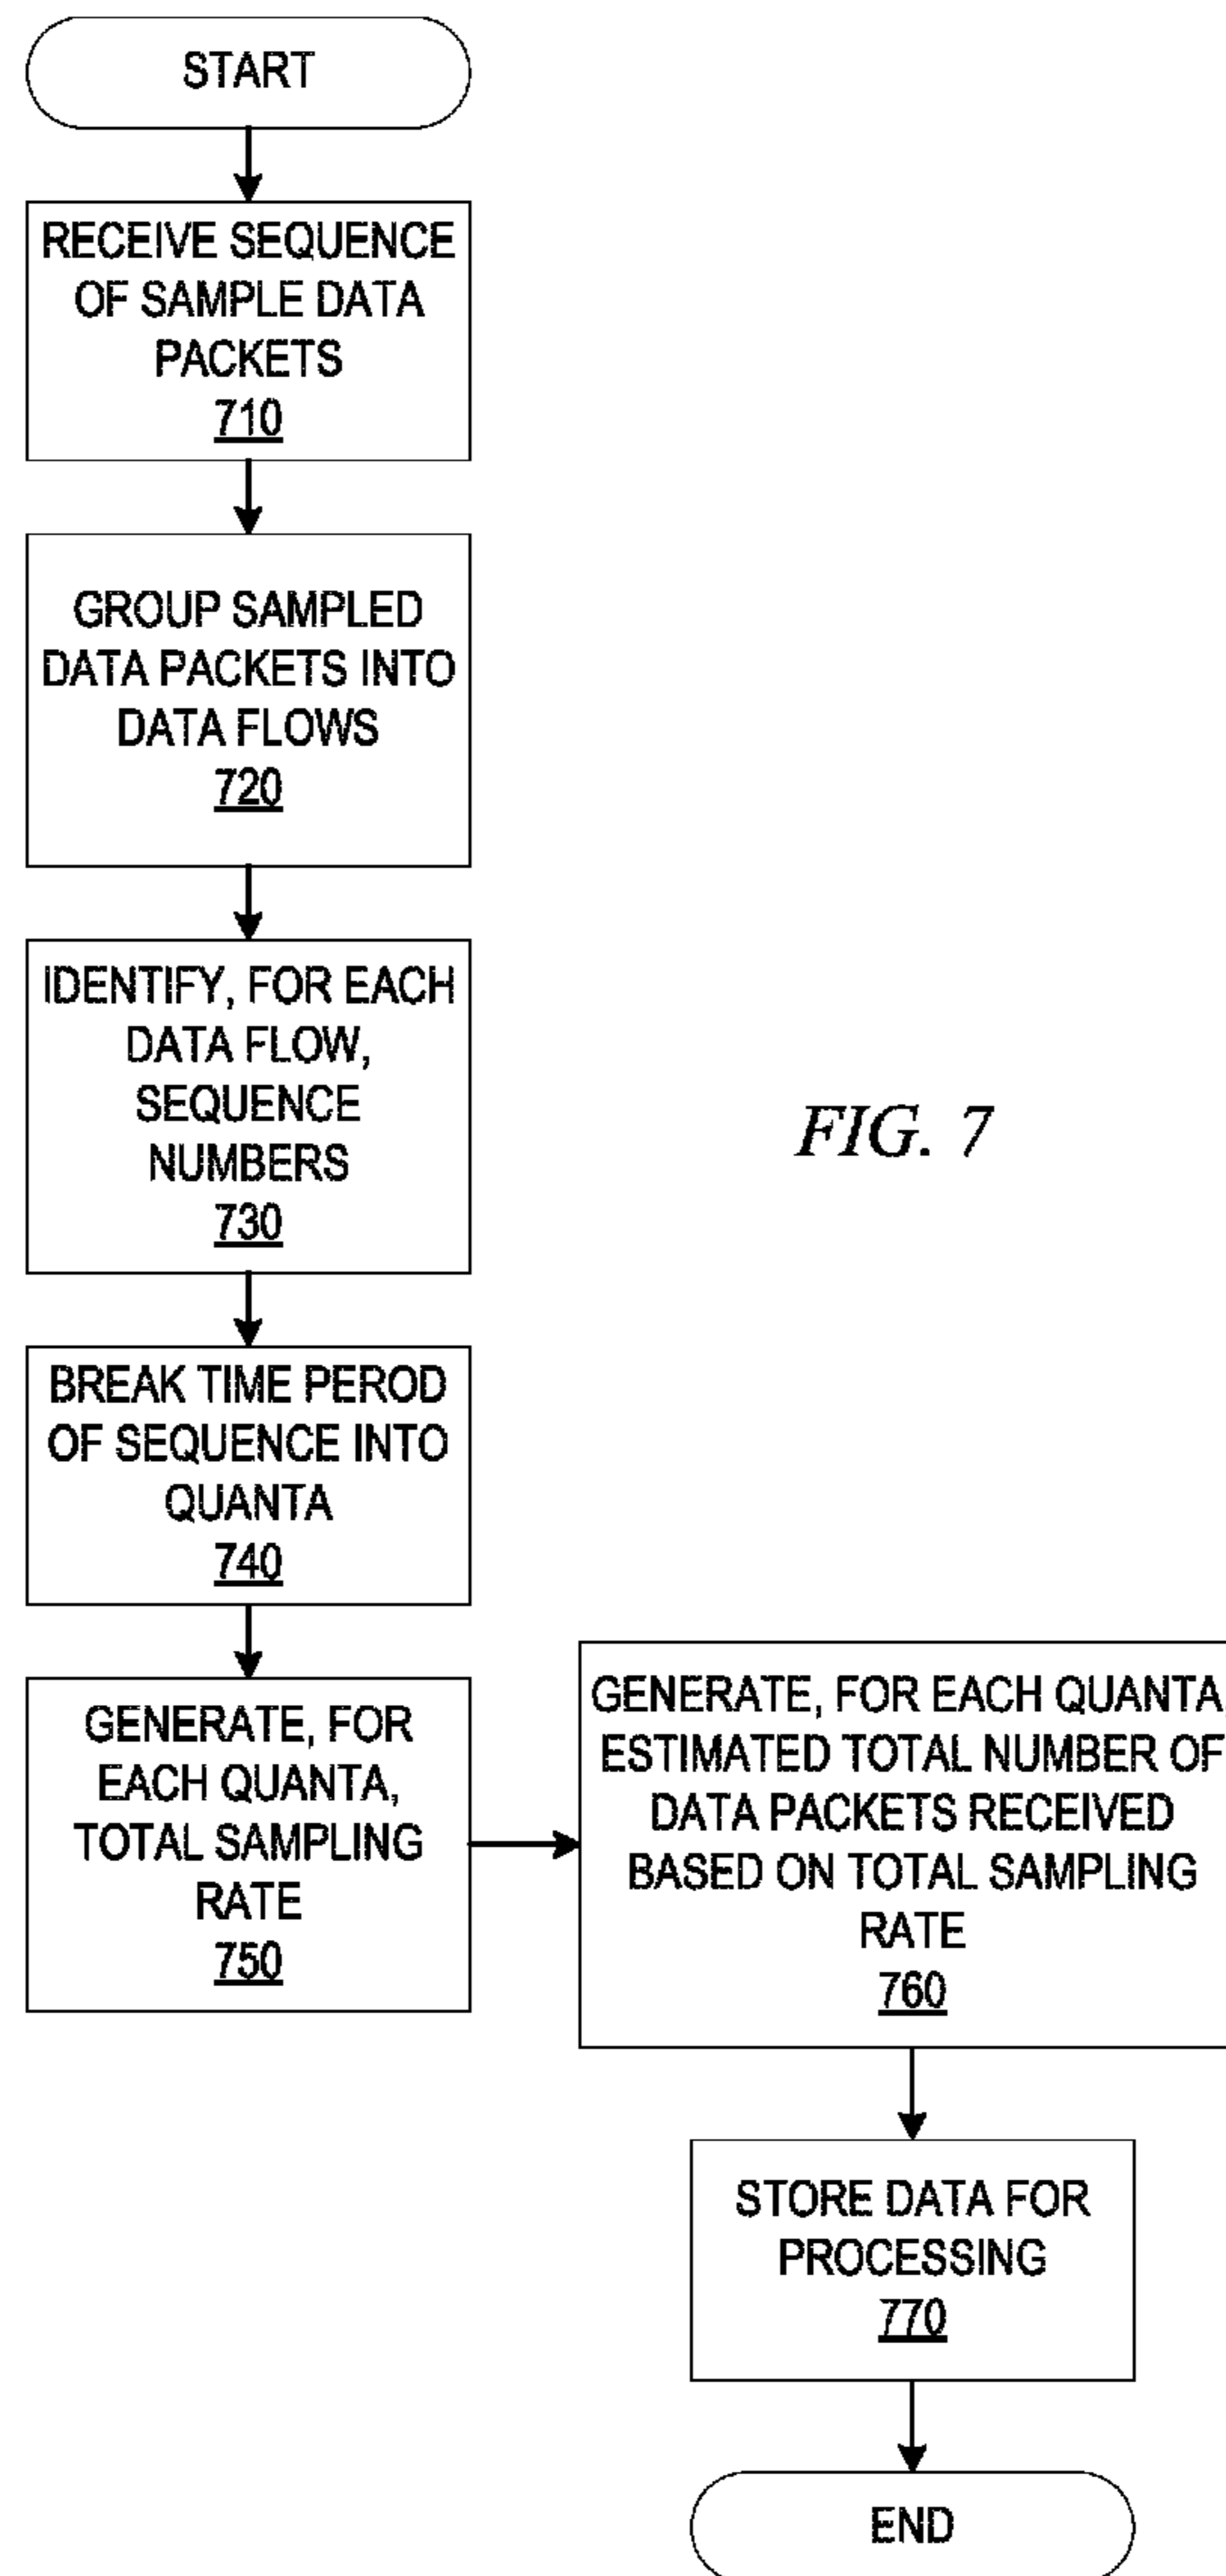 START
RECEIVE SEQUENCE
OF SAMPLE DATA
PACKETS
710
GROUP SAMPLED
DATA PACKETS INTO
DATA FLOWS
720
IDENTIFY, FOR EACH
DATA FLOW,
SEQUENCE
NUMBERS
730
FIG. 7
BREAK TIME PEROD
OF SEQUENCE INTO
QUANTA
740
GENERATE, FOR
EACH QUANTA,
TOTAL SAMPLING
RATE
750
GENERATE, FOR EACH QUANTA,
ESTIMATED TOTAL NUMBER OF
DATA PACKETS RECEIVED
BASED ON TOTAL SAMPLING
RATE
760
STORE DATA FOR
PROCESSING
770
END